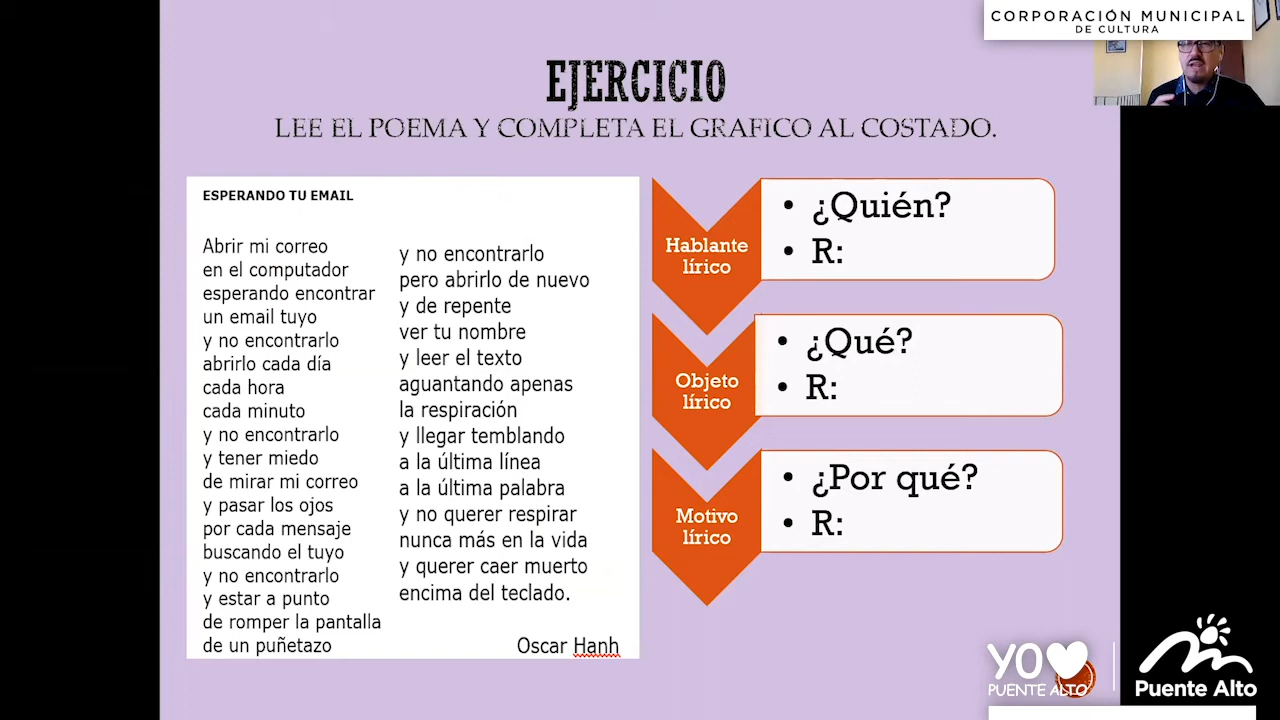 CORPORACIÓN MUNICIPAL
DE CULTURA
EJERCICIO
LEE EL POEMA Y COMPLETA EL GRAFICO AL COSTADO.
ESPERANDO TU EMAIL
Abrir mi correo
en el computador
esperando encontrar
un email tuyo
y no encontrarlo
abrirlo cada día
cada hora
cada minuto
y no encontrarlo
y tener miedo
de mirar mi correo
y pasar los ojos
por cada mensaje
buscando el tuyo
y no encontrarlo
y estar a punto
de romper la pantalla
de un puñetazo
y no encontrarlo
pero abrirlo de nuevo
y de repente
ver tu nombre
y leer el texto
aguantando apenas
la respiración
y llegar temblando
a la última línea
a la última palabra
y no querer respirar
nunca más en la vida
y querer caer muerto
encima del teclado.
Oscar Hanh
Hablante
lírico
• ¿Quién?
• R:
Objeto
lírico
• ¿Qué?
• R:
Motivo
lírico
• ¿Por qué?
• R:
YO
PUENTE ALTO
Puente Alto